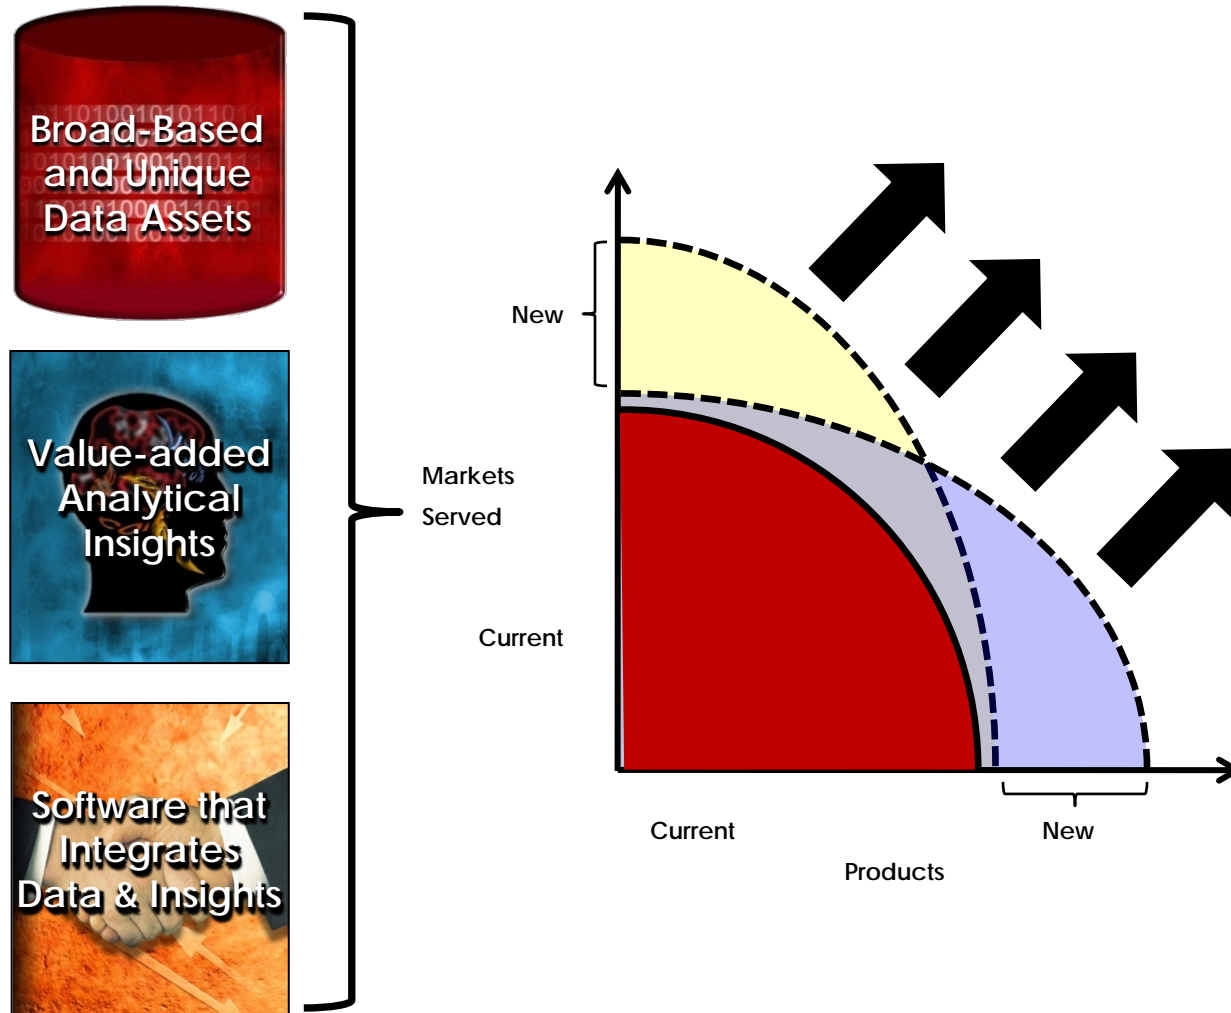 Broad-Based
and Unique
Data Assets
Value-added
Analytical
Insights
Software that
Integrates
Data & Insights
New
Markets
Served
Current
Current
New
Products